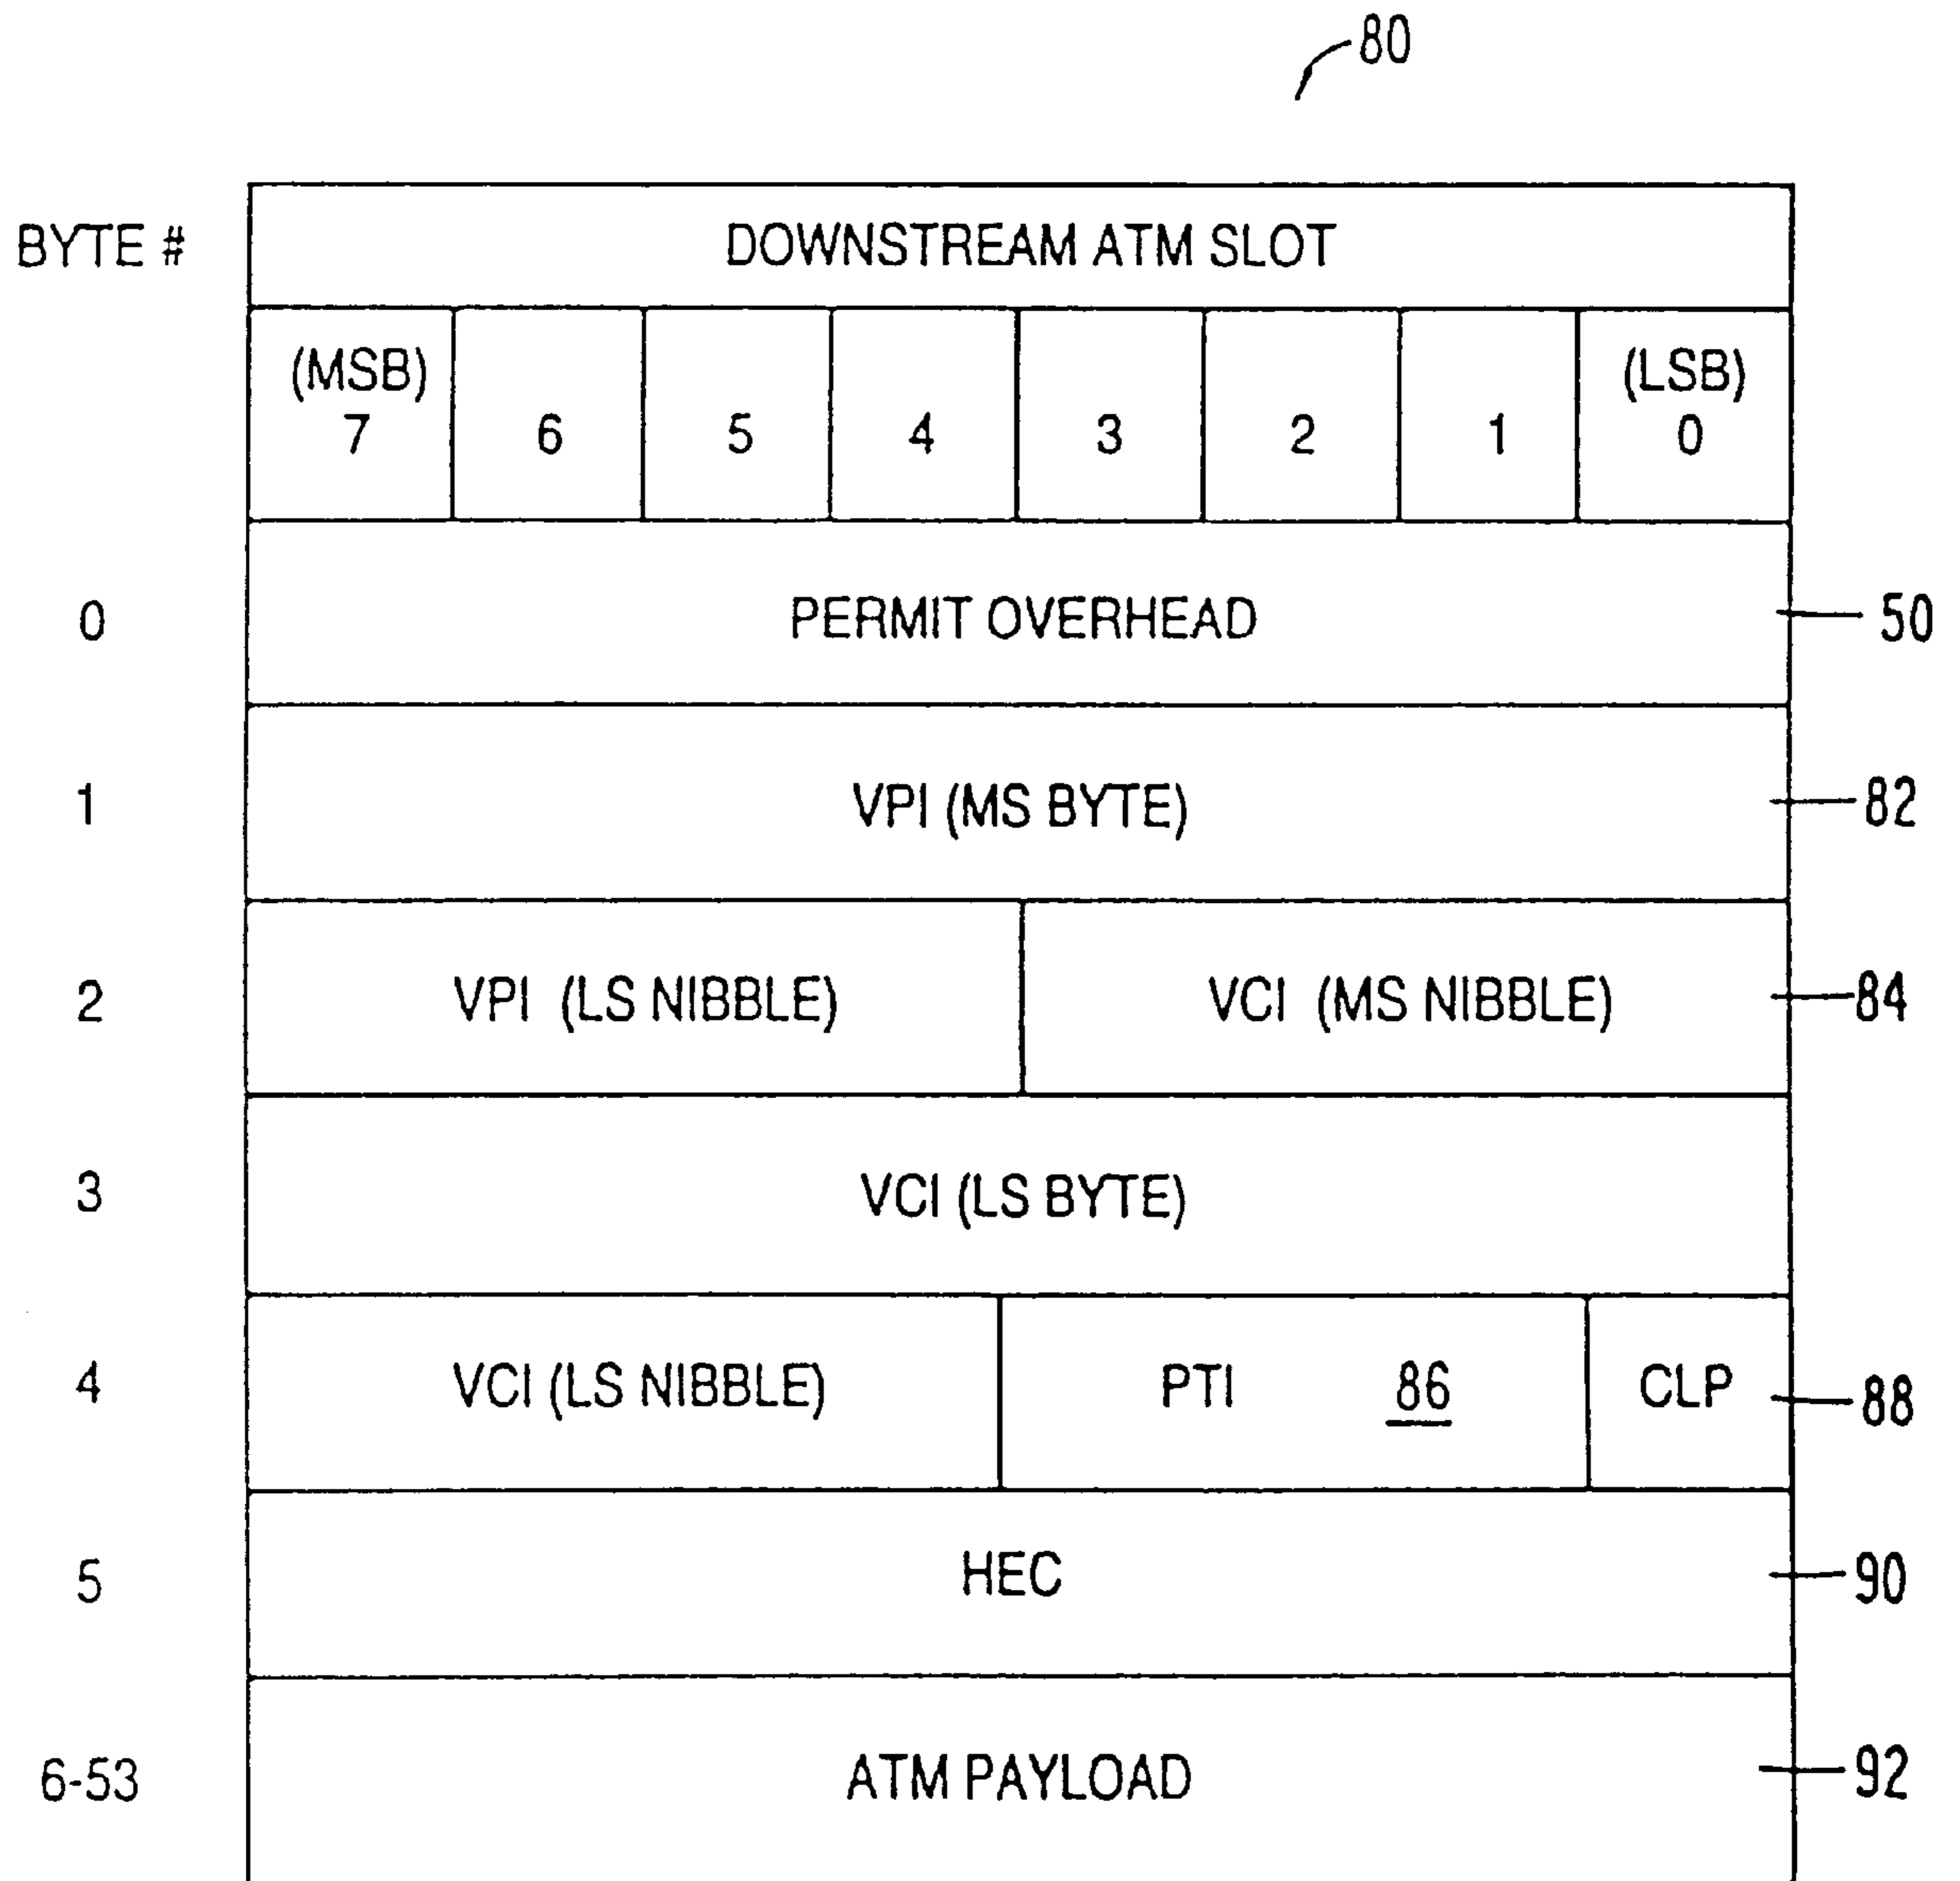 80
BYTE # DOWNSTREAM ATM SLOT
(MSB) (LSB)
7 6 5 4 3 2 1 0
0 PERMIT OVERHEAD 50
1 VPI (MS BYTE) 82
2 VPI (LS NIBBLE) VCI (MS NIBBLE) 84
3 VCI (LS BYTE)
4 VCI (LS NIBBLE) PTI 86 CLP 88
5 HEC 90
6-53 ATM PAYLOAD 92